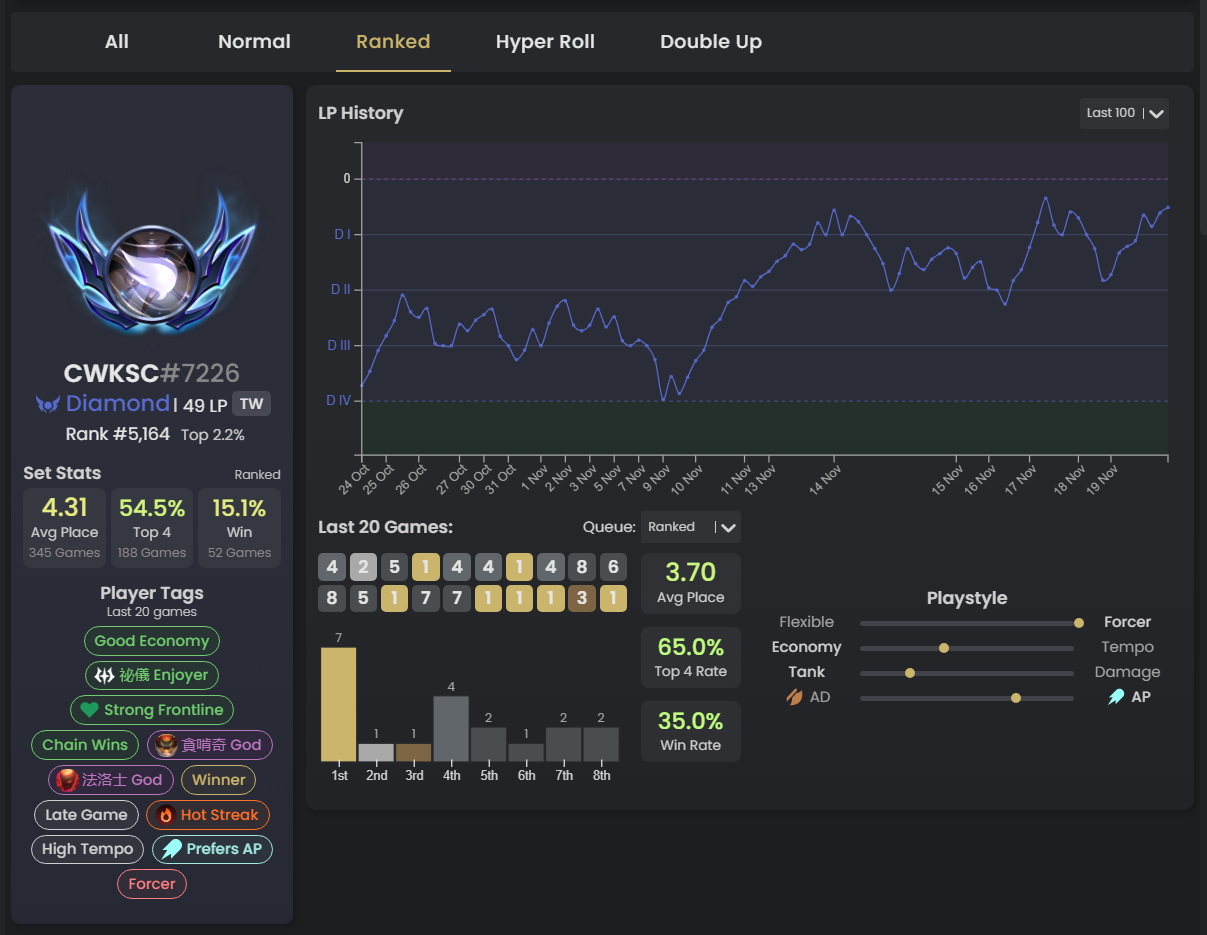 All Normal Ranked Hyper Roll Double Up
CWKSC#7226
Diamond | 49 LP TW
Rank #5,164 Top 2.2%
Set Stats Ranked
4.31 54.5% 15.1%
Avg Place Top 4 Win
345 Games 188 Games 52 Games
Player Tags
Last 20 games
Good Economy
祕儀 Enjoyer
Strong Frontline
Chain Wins 貪啃奇 God
法洛士 God Winner
Late Game Hot Streak
High Tempo Prefers AP
Forcer
LP History Last 100 |
0
D I
D II
D III
D IV
24 Oct 25 Oct 26 Oct 27 Oct 30 Oct 31 Oct 1 Nov 2 Nov 3 Nov 5 Nov 7 Nov 9 Nov 10 Nov 11 Nov 13 Nov 14 Nov 15 Nov 16 Nov 17 Nov 18 Nov 19 Nov
Last 20 Games: Queue: Ranked |
4 2 5 1 4 4 1 4 8 6
8 5 1 7 7 1 1 1 3 1
7 1 1 4 2 1 2 2
1st 2nd 3rd 4th 5th 6th 7th 8th
3.70
Avg Place
65.0%
Top 4 Rate
35.0%
Win Rate
Playstyle
Flexible Forcer
Economy Tempo
Tank Damage
AD AP